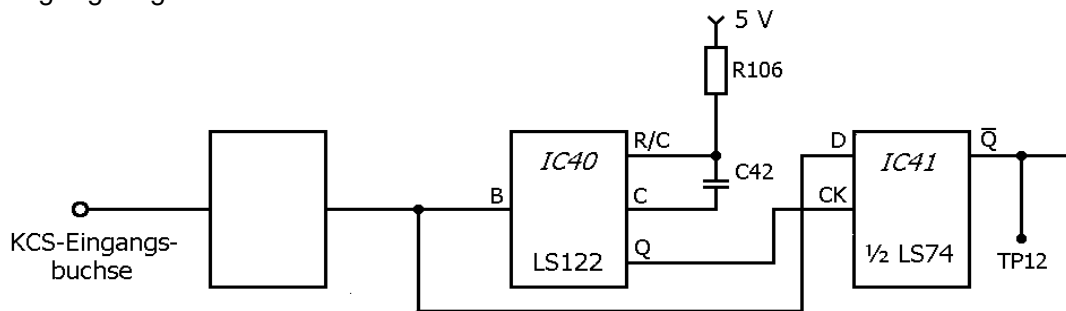 5 V
R106
R/C
D
Q̅
IC40
C42
IC41
B
C
CK
KCS-Eingangs-
buchse
LS122
Q
½ LS74
TP12